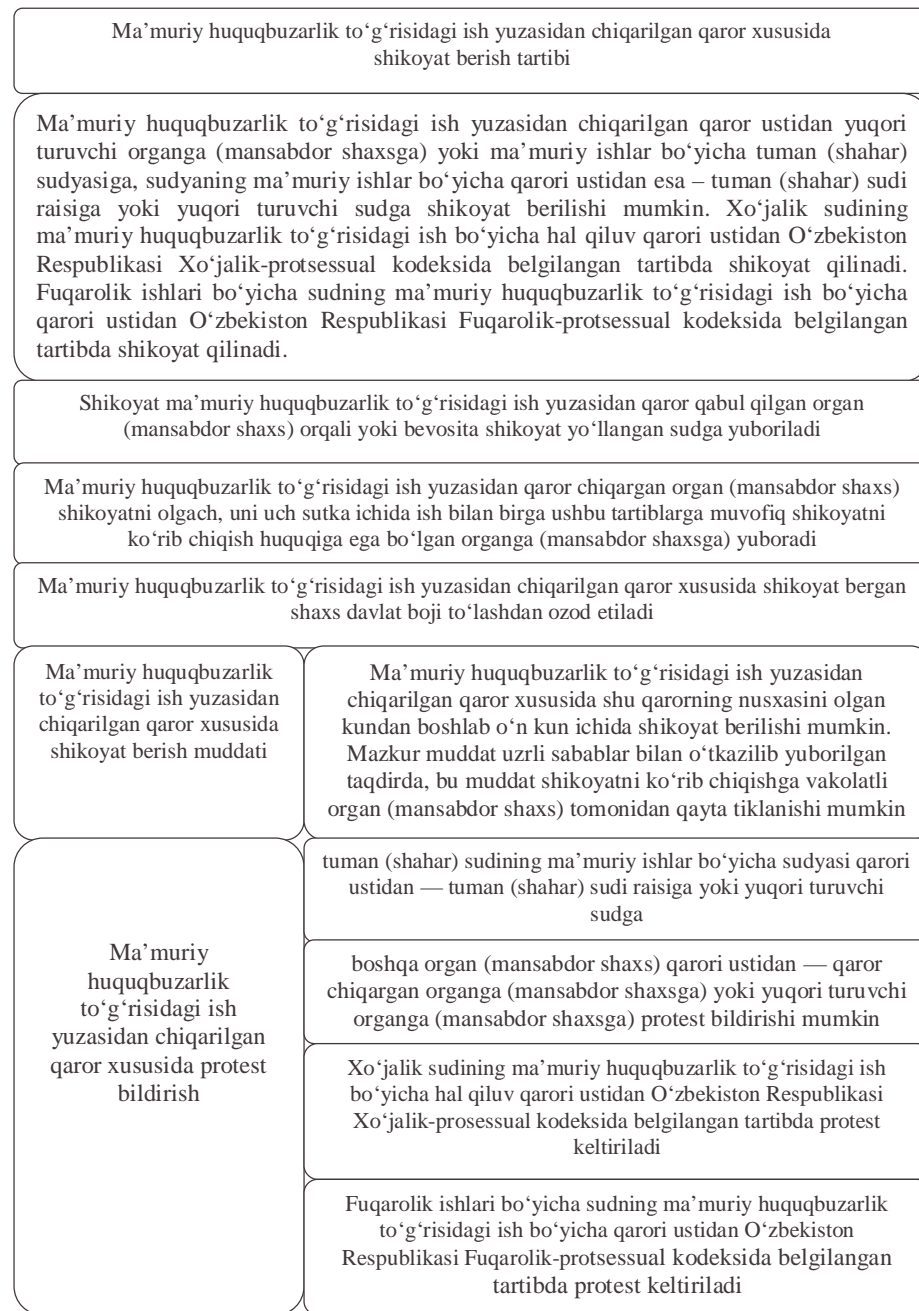 Ma’muriy huquqbuzarlik to‘g‘risidagi ish yuzasidan chiqarilgan qaror xususida
shikoyat berish tartibi
Ma’muriy huquqbuzarlik to‘g‘risidagi ish yuzasidan chiqarilgan qaror ustidan yuqori
turuvchi organga (mansabdor shaxsga) yoki ma’muriy ishlar bo‘yicha tuman (shahar)
sudyasiga, sudyaning ma’muriy ishlar bo‘yicha qarori ustidan esa – tuman (shahar) sudi
raisiga yoki yuqori turuvchi sudga shikoyat berilishi mumkin. Xo‘jalik sudining
ma’muriy huquqbuzarlik to‘g‘risidagi ish bo‘yicha hal qiluv qarori ustidan O‘zbekiston
Respublikasi Xo‘jalik-protsessual kodeksida belgilangan tartibda shikoyat qilinadi.
Fuqarolik ishlari bo‘yicha sudning ma’muriy huquqbuzarlik to‘g‘risidagi ish bo‘yicha
qarori ustidan O‘zbekiston Respublikasi Fuqarolik-protsessual kodeksida belgilangan
tartibda shikoyat qilinadi.
Shikoyat ma’muriy huquqbuzarlik to‘g‘risidagi ish yuzasidan qaror qabul qilgan organ
(mansabdor shaxs) orqali yoki bevosita shikoyat yo‘llangan sudga yuboriladi
Ma’muriy huquqbuzarlik to‘g‘risidagi ish yuzasidan qaror chiqargan organ (mansabdor shaxs)
shikoyatni olgach, uni uch sutka ichida ish bilan birga ushbu tartiblarga muvofiq shikoyatni
ko‘rib chiqish huquqiga ega bo‘lgan organga (mansabdor shaxsga) yuboradi
Ma’muriy huquqbuzarlik to‘g‘risidagi ish yuzasidan chiqarilgan qaror xususida shikoyat bergan
shaxs davlat boji to‘lashdan ozod etiladi
Ma’muriy huquqbuzarlik
to‘g‘risidagi ish yuzasidan
chiqarilgan qaror xususida
shikoyat berish muddati
Ma’muriy huquqbuzarlik to‘g‘risidagi ish yuzasidan
chiqarilgan qaror xususida shu qarorning nusxasini olgan
kundan boshlab o‘n kun ichida shikoyat berilishi mumkin.
Mazkur muddat uzrli sabablar bilan o‘tkazilib yuborilgan
taqdirda, bu muddat shikoyatni ko‘rib chiqishga vakolatli
organ (mansabdor shaxs) tomonidan qayta tiklanishi mumkin
Ma’muriy
huquqbuzarlik
to‘g‘risidagi ish
yuzasidan chiqarilgan
qaror xususida protest
bildirish
tuman (shahar) sudining ma’muriy ishlar bo‘yicha sudyasi qarori
ustidan — tuman (shahar) sudi raisiga yoki yuqori turuvchi
sudga
boshqa organ (mansabdor shaxs) qarori ustidan — qaror
chiqargan organga (mansabdor shaxsga) yoki yuqori turuvchi
organga (mansabdor shaxsga) protest bildirishi mumkin
Xo‘jalik sudining ma’muriy huquqbuzarlik to‘g‘risidagi ish
bo‘yicha hal qiluv qarori ustidan O‘zbekiston Respublikasi
Xo‘jalik-prosessual kodeksida belgilangan tartibda protest
keltiriladi
Fuqarolik ishlari bo‘yicha sudning ma’muriy huquqbuzarlik
to‘g‘risidagi ish bo‘yicha qarori ustidan O‘zbekiston
Respublikasi Fuqarolik-protsessual kodeksida belgilangan
tartibda protest keltiriladi